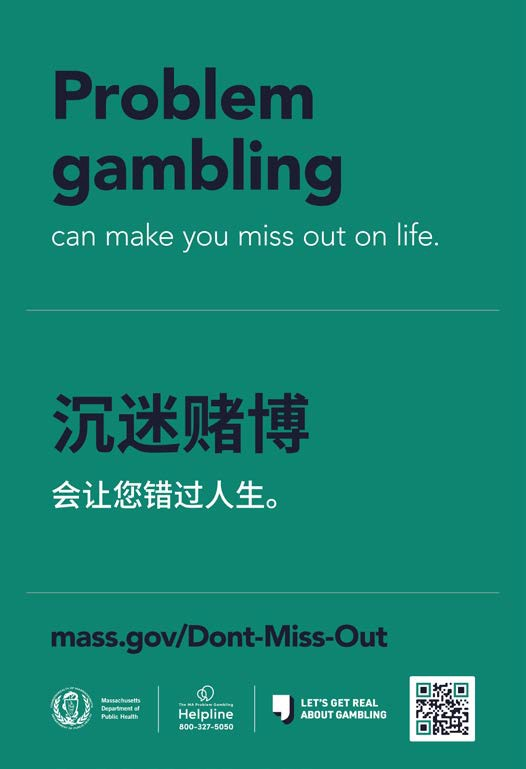 Problem
gambling
can make you miss out on life.
沉迷赌博
会让您错过人生。
mass.gov/Dont-Miss-Out
Massachusetts
Department of
Public Health
The MA Problem Gambling
Helpline
800-327-5050
LET'S GET REAL
ABOUT GAMBLING